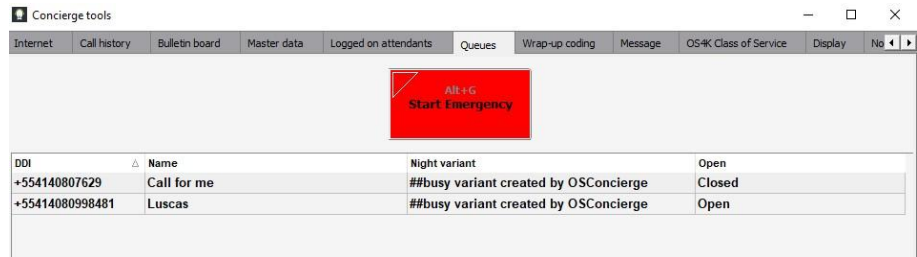 Concierge tools
Internet Call history Bulletin board Master data Logged on attendants Queues Wrap-up coding Message OS4K Class of Service Display No
Alt+G
Start Emergency
DDI Name Night variant Open
+554140807629 Call for me ##busy variant created by OSConcierge Closed
+55414080998481 Luscas ##busy variant created by OSConcierge Open